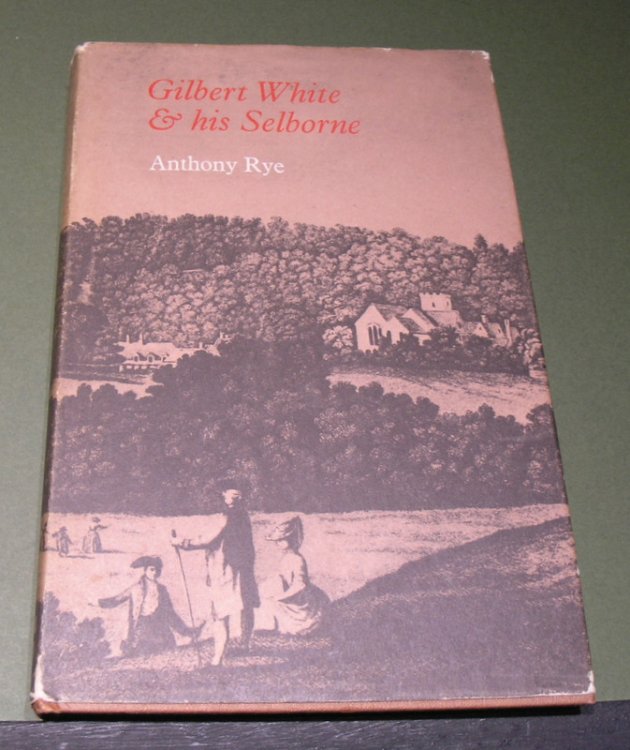 Gilbert White
& his Selborne
Anthony Rye